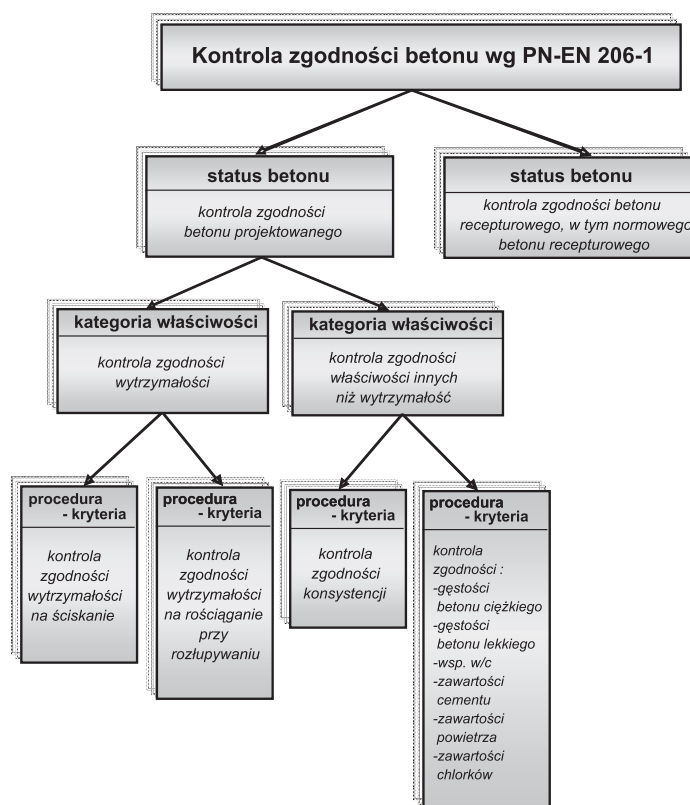 Kontrola zgodności betonu wg PN-EN 206-1
status betonu
kontrola zgodności
betonu projektowanego
status betonu
kontrola zgodności betonu
recepturowego, w tym normowego
betonu recepturowego
kategoria właściwości
kontrola zgodności
wytrzymałości
kategoria właściwości
kontrola zgodności
właściwości innych
niż wytrzymałość
procedura
- kryteria
kontrola
zgodności
wytrzymałości
na ściskanie
procedura
- kryteria
kontrola
zgodności
wytrzymałości
na rościąganie
przy
rozłupywaniu
procedura
- kryteria
kontrola
zgodności
konsystencji
procedura
- kryteria
kontrola
zgodności :
-gęstości
betonu ciężkiego
-gęstości
betonu lekkiego
-wsp. w/c
-zawartości
cementu
-zawartości
powietrza
-zawartości
chlorków